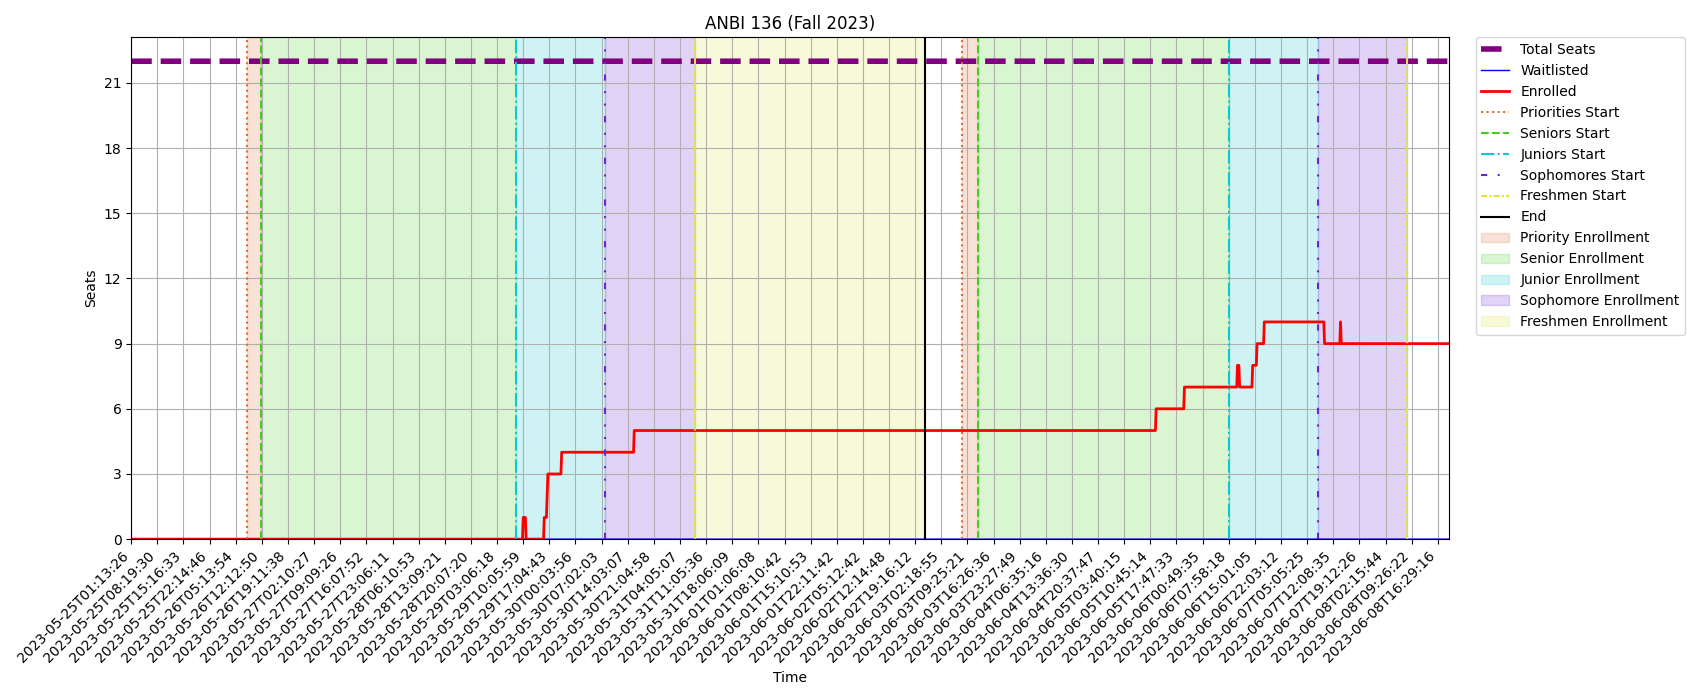 ANBI 136 (Fall 2023)
Seats
21
18
15
12
9
6
3
0
2023-05-25T01:13:26
2023-05-25T08:19:30
2023-05-25T15:16:33
2023-05-25T22:14:46
2023-05-26T05:13:54
2023-05-26T12:12:50
2023-05-26T19:11:38
2023-05-27T02:10:27
2023-05-27T09:09:26
2023-05-27T16:07:52
2023-05-27T23:06:11
2023-05-28T06:10:53
2023-05-28T13:09:21
2023-05-28T20:07:20
2023-05-29T03:06:18
2023-05-29T10:05:59
2023-05-29T17:04:43
2023-05-30T00:03:56
2023-05-30T07:02:03
2023-05-30T14:03:07
2023-05-30T21:04:58
2023-05-31T04:05:07
2023-05-31T11:05:36
2023-05-31T18:06:09
2023-06-01T01:06:08
2023-06-01T08:10:42
2023-06-01T15:10:53
2023-06-01T22:11:42
2023-06-02T05:12:42
2023-06-02T12:14:48
2023-06-02T19:16:12
2023-06-03T02:18:55
2023-06-03T09:25:21
2023-06-03T16:26:36
2023-06-03T23:27:49
2023-06-04T06:35:16
2023-06-04T13:36:30
2023-06-04T20:37:47
2023-06-05T03:40:15
2023-06-05T10:45:14
2023-06-05T17:47:33
2023-06-06T00:49:35
2023-06-06T07:58:18
2023-06-06T15:01:05
2023-06-06T22:03:12
2023-06-07T05:05:25
2023-06-07T12:08:35
2023-06-07T19:12:26
2023-06-08T02:15:44
2023-06-08T09:26:22
2023-06-08T16:29:16
Time
Total Seats
Waitlisted
Enrolled
Priorities Start
Seniors Start
Juniors Start
Sophomores Start
Freshmen Start
End
Priority Enrollment
Senior Enrollment
Junior Enrollment
Sophomore Enrollment
Freshmen Enrollment